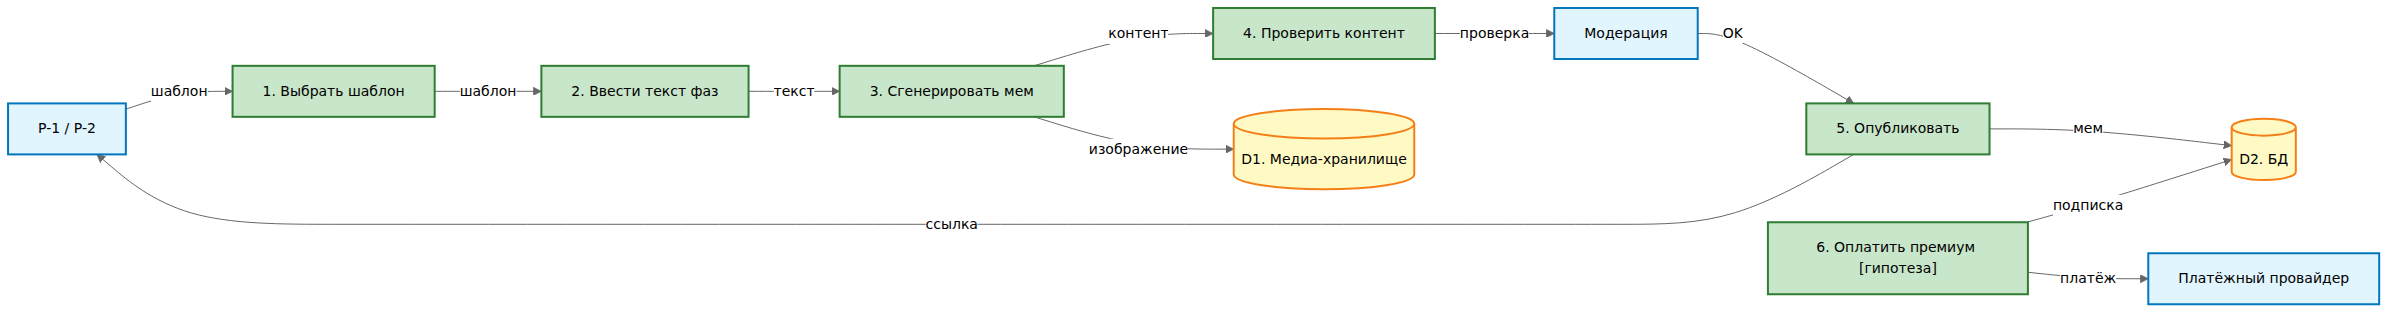 P-1 / P-2
шаблон
1. Выбрать шаблон
шаблон
2. Ввести текст фаз
текст
3. Сгенерировать мем
контент
4. Проверить контент
проверка
Модерация
OK
изображение
D1. Медиа-хранилище
5. Опубликовать
мем
D2. БД
ссылка
подписка
6. Оплатить премиум
[гипотеза]
платёж
Платёжный провайдер